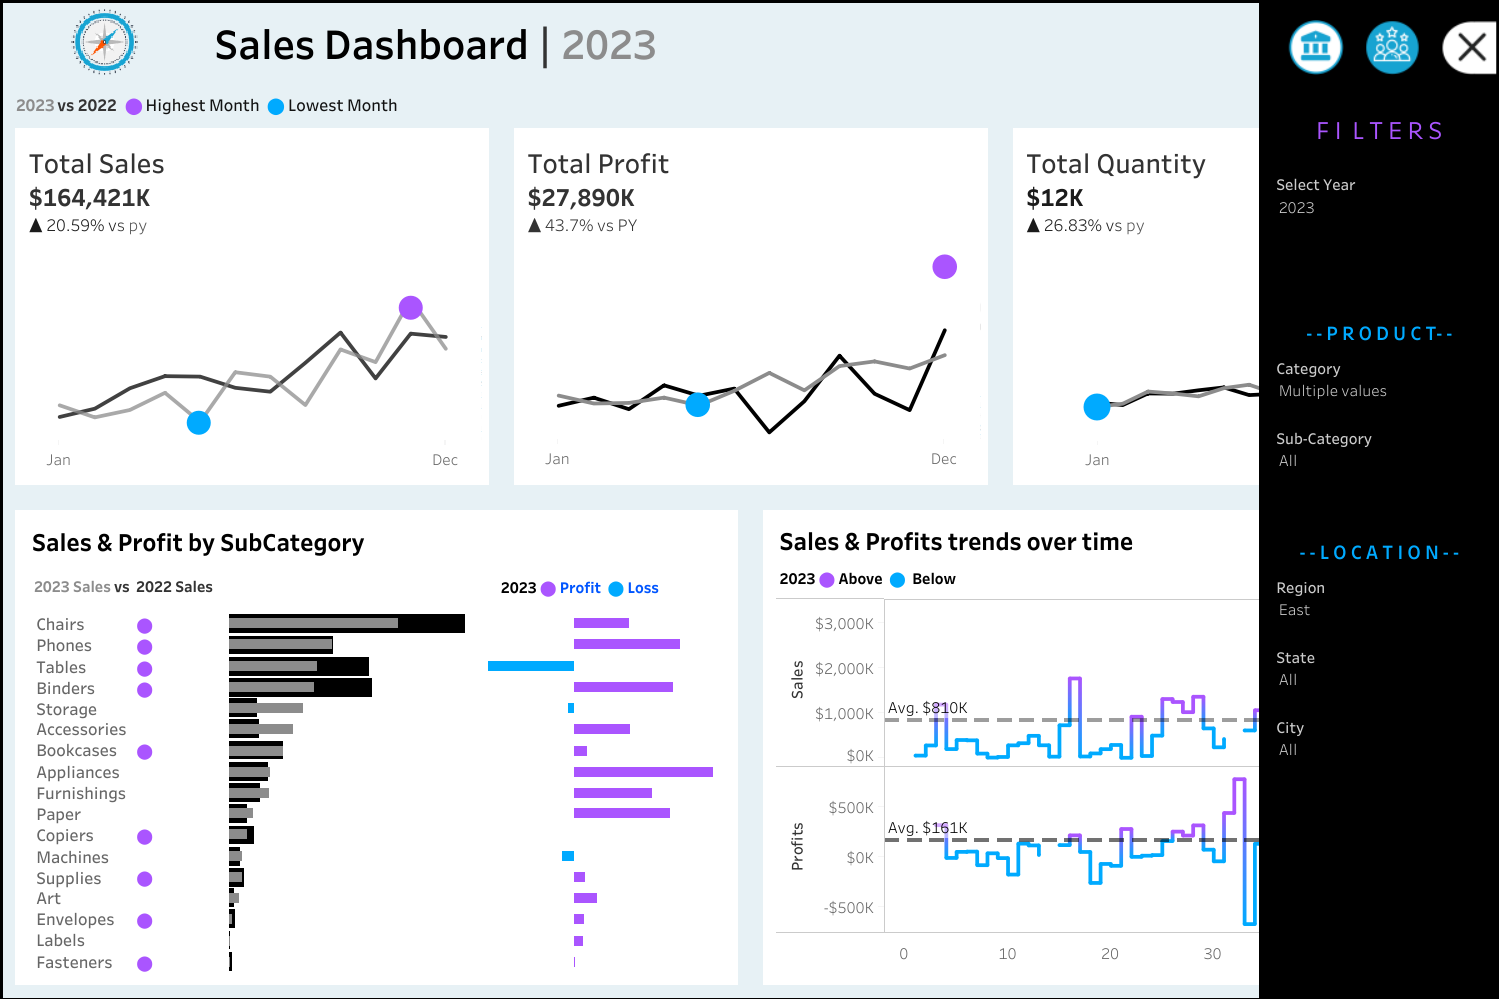 Sales Dashboard | 2023
2023 vs 2022 Highest Month Lowest Month
Total Sales
$164,421K
▲ 20.59% vs py
Jan Dec
Total Profit
$27,890K
▲ 43.7% vs PY
Jan Dec
Total Quantity
$12K
▲ 26.83% vs py
Jan
Sales & Profit by SubCategory
2023 Sales vs 2022 Sales
2023 Profit Loss
Chairs
Phones
Tables
Binders
Storage
Accessories
Bookcases
Appliances
Furnishings
Paper
Copiers
Machines
Supplies
Art
Envelopes
Labels
Fasteners
Sales & Profits trends over time
2023 Above Below
Sales
$3,000K
$2,000K
$1,000K
$0K
Avg. $810K
Profits
$500K
$0K
-$500K
Avg. $161K
0 10 20 30
FILTERS
Select Year
2023
--PRODUCT--
Category
Multiple values
Sub-Category
All
--LOCATION--
Region
East
State
All
City
All